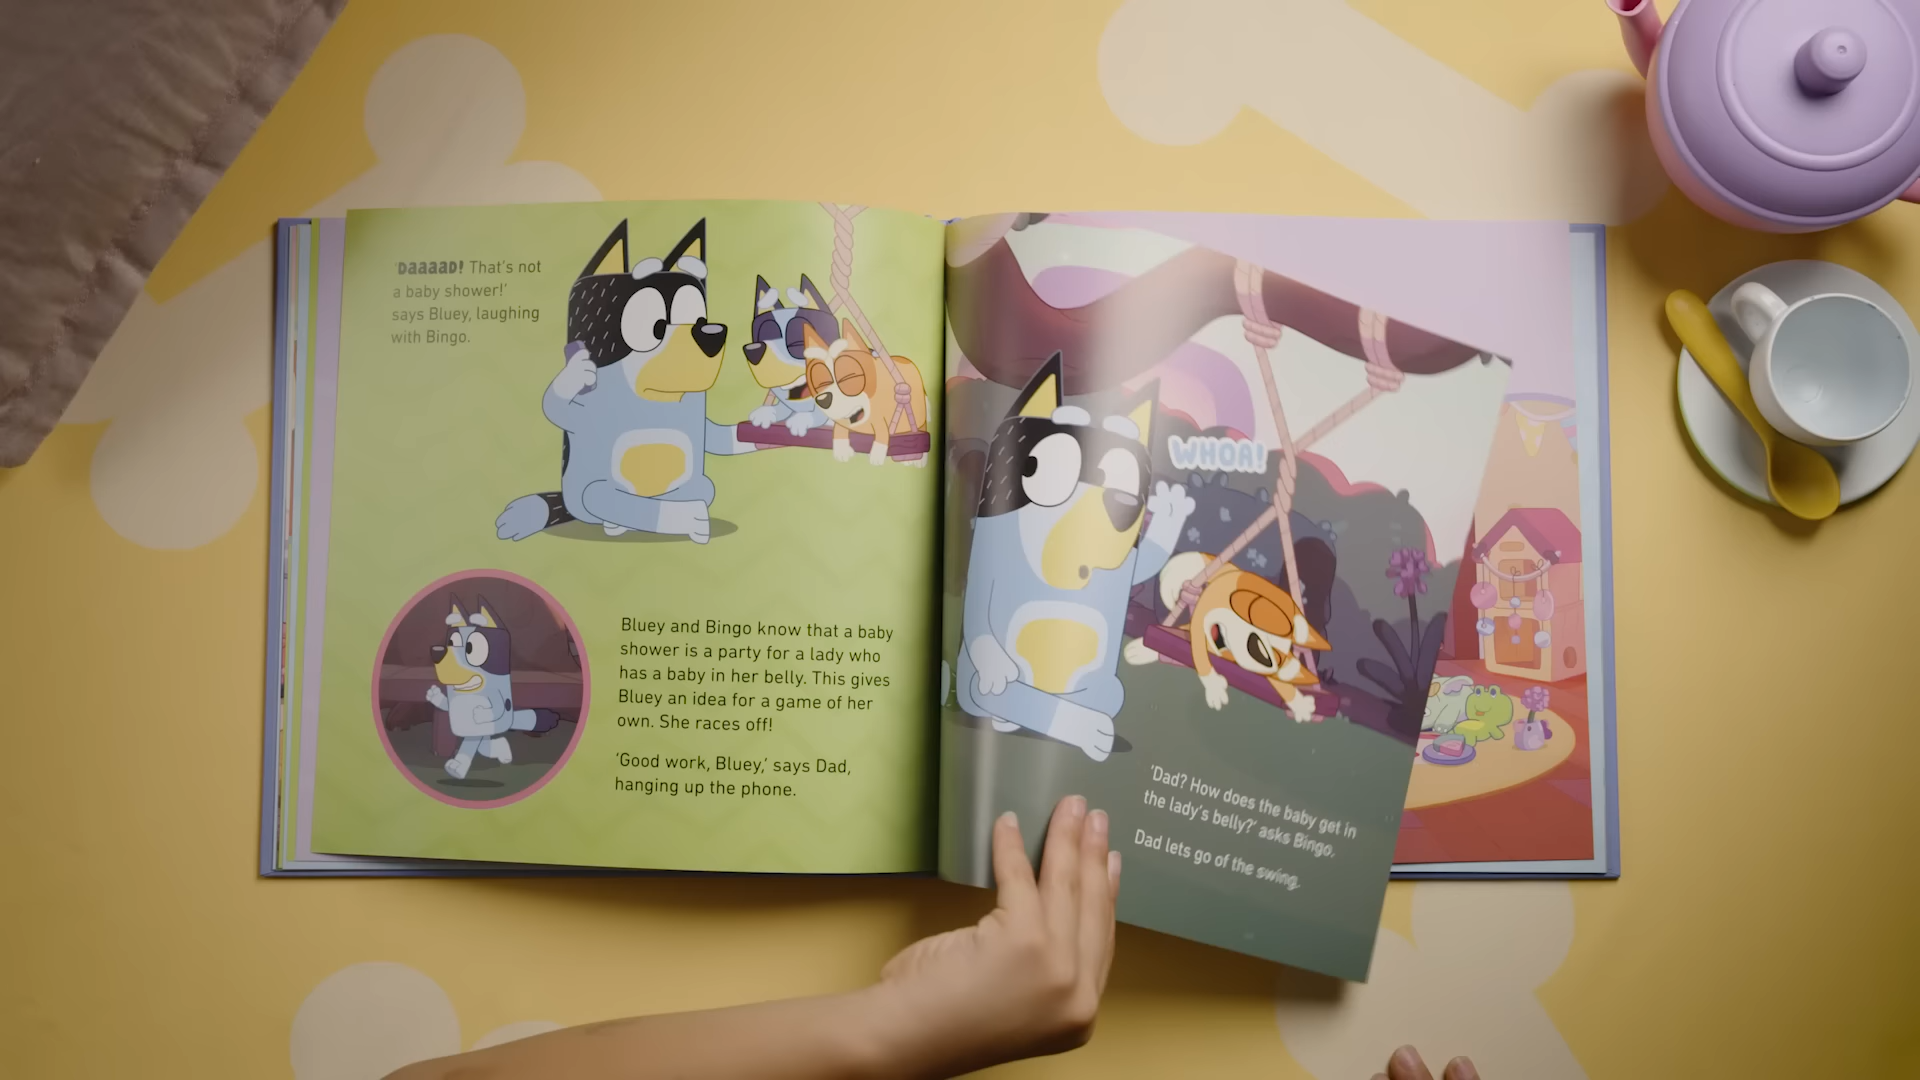 'DAAAAD! That's not
a baby shower!'
says Bluey, laughing
with Bingo.
Bluey and Bingo know that a baby
shower is a party for a lady who
has a baby in her belly. This gives
Bluey an idea for a game of her
own. She races off!
'Good work, Bluey,' says Dad,
hanging up the phone.
WHOA!
'Dad? How does the baby get in
the lady's belly?' asks Bingo.
Dad lets go of the swing.